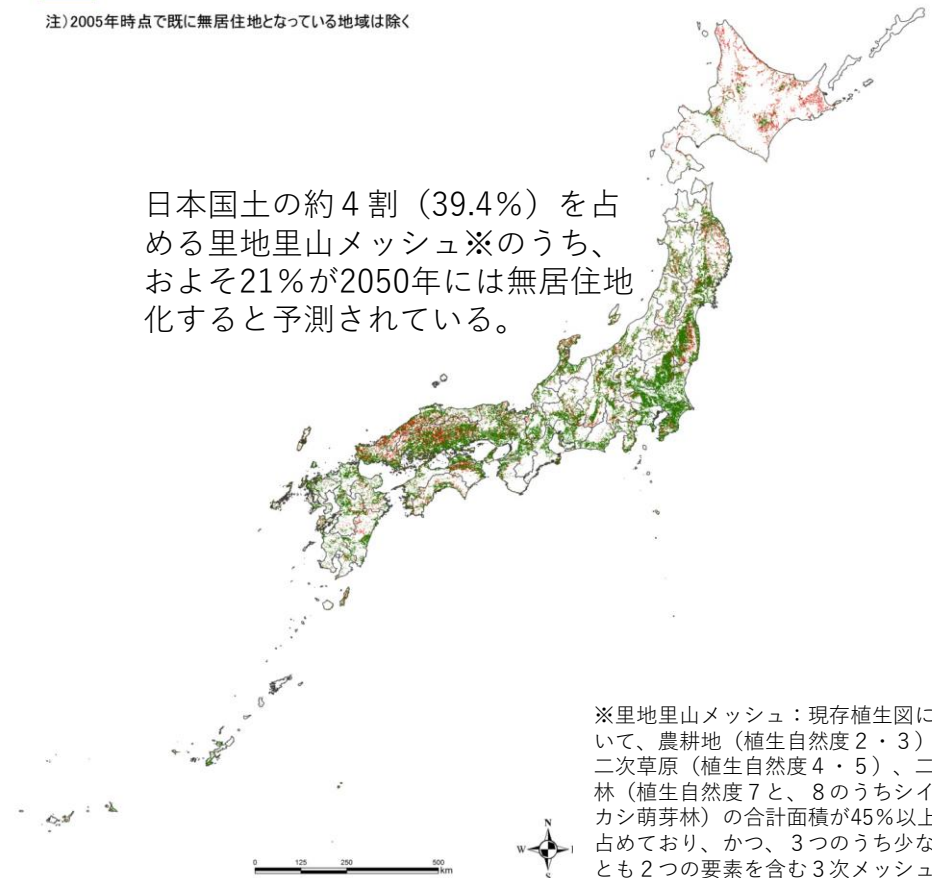 注）2005年時点で既に無居住地となっている地域は除く
日本国土の約４割（39.4％）を占
める里地里山メッシュ※のうち、
およそ21％が2050年には無居住地
化すると予測されている。
※里地里山メッシュ：現存植生図に
いて、農耕地（植生自然度２・３）
二次草原（植生自然度４・５）、二
林（植生自然度７と、８のうちシイ
カシ萌芽林）の合計面積が45％以上
占めており、かつ、３つのうち少な
とも２つの要素を含む３次メッシュ
N
W
S
0 125 250 500
km